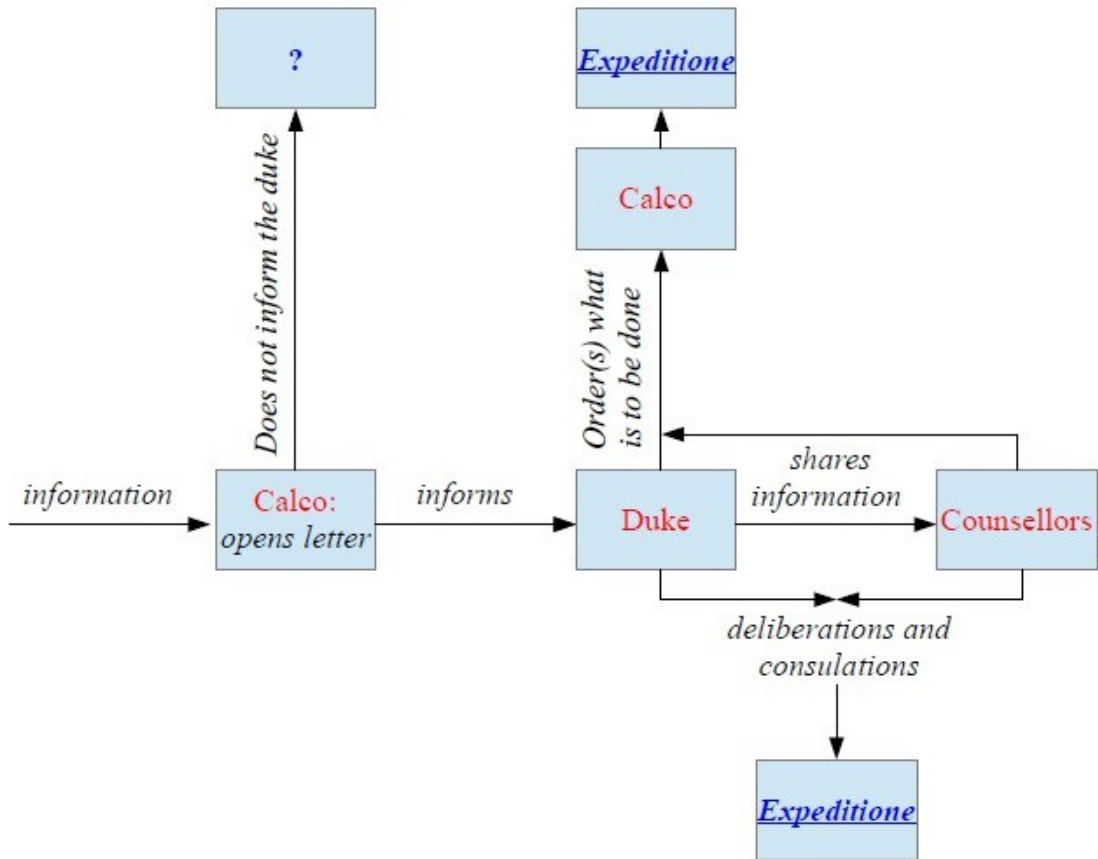 ?
Expeditione
Does not inform the duke
Calco
Order(s) what
is to be done
information
Calco:
opens letter
informs
Duke
shares
information
Counsellors
deliberations and
consulations
Expeditione